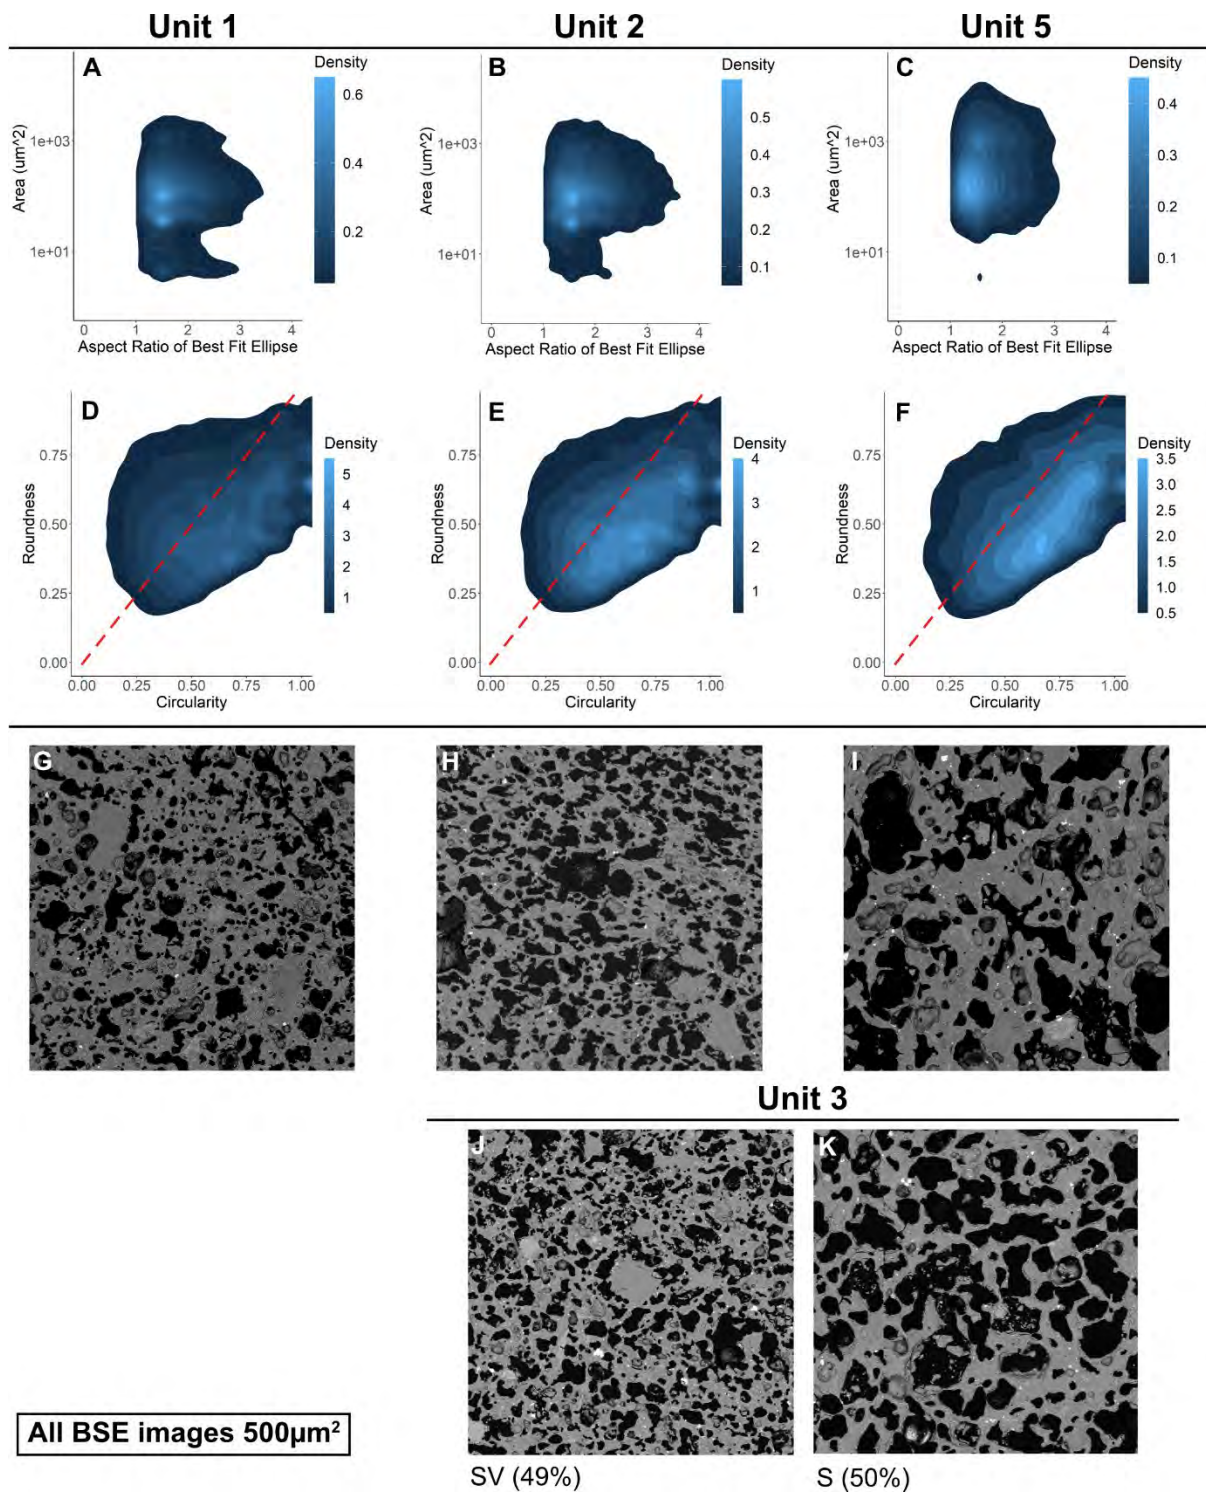 Unit 1
Unit 2
Unit 5
A
Density
0.6
0.4
0.2
Area (um^2)
1e+03
1e+01
0 1 2 3 4
Aspect Ratio of Best Fit Ellipse
B
Density
0.5
0.4
0.3
0.2
0.1
Area (um^2)
1e+03
1e+01
0 1 2 3 4
Aspect Ratio of Best Fit Ellipse
C
Density
0.4
0.3
0.2
0.1
Area (um^2)
1e+03
1e+01
0 1 2 3 4
Aspect Ratio of Best Fit Ellipse
D
Density
5
4
3
2
1
Roundness
0.75
0.50
0.25
0.00
0.00 0.25 0.50 0.75 1.00
Circularity
E
Density
4
3
2
1
Roundness
0.75
0.50
0.25
0.00
0.00 0.25 0.50 0.75 1.00
Circularity
F
Density
3.5
3.0
2.5
2.0
1.5
1.0
0.5
Roundness
0.75
0.50
0.25
0.00
0.00 0.25 0.50 0.75 1.00
Circularity
G
H
I
Unit 3
J
K
All BSE images 500µm²
SV (49%)
S (50%)